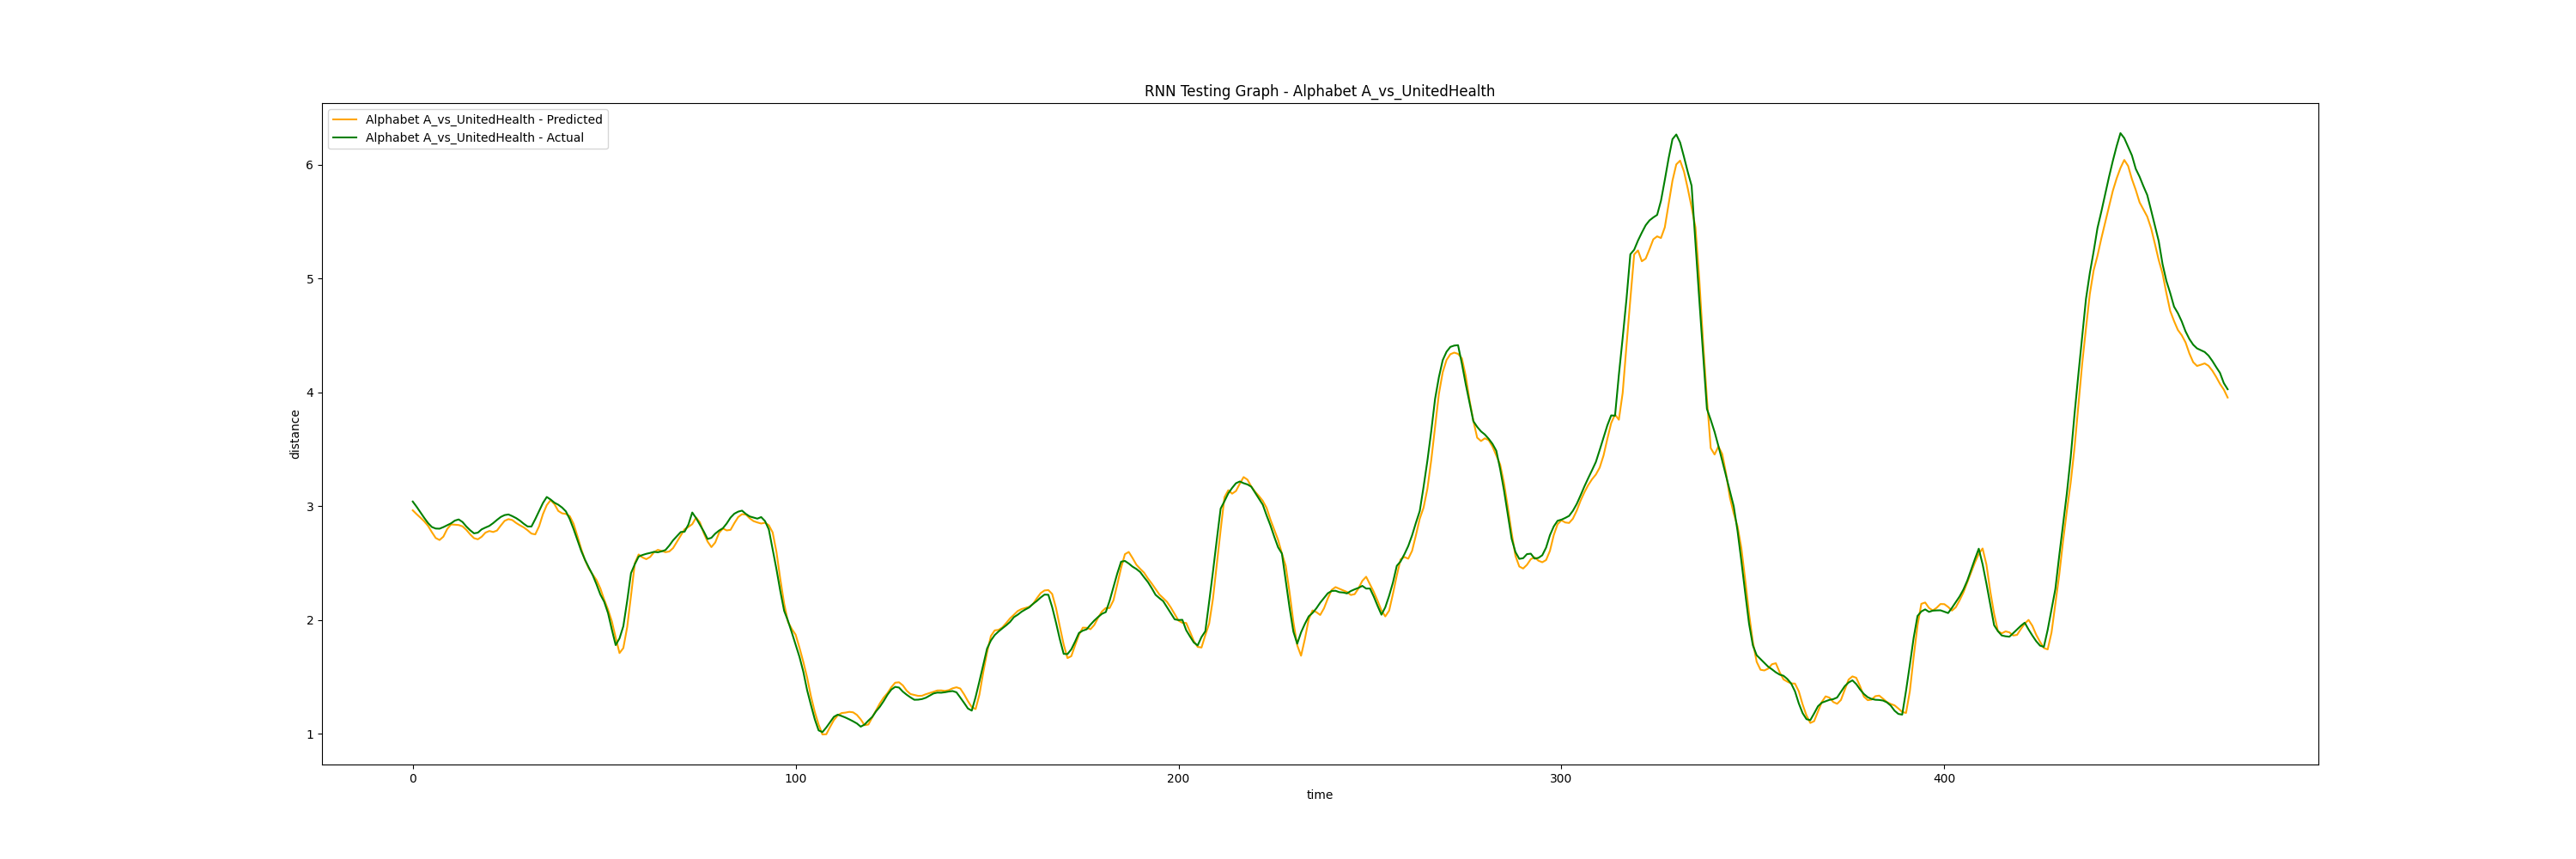 RNN Testing Graph - Alphabet A_vs_UnitedHealth
Alphabet A_vs_UnitedHealth - Predicted
Alphabet A_vs_UnitedHealth - Actual
6
5
4
3
2
1
distance
0 100 200 300 400
time